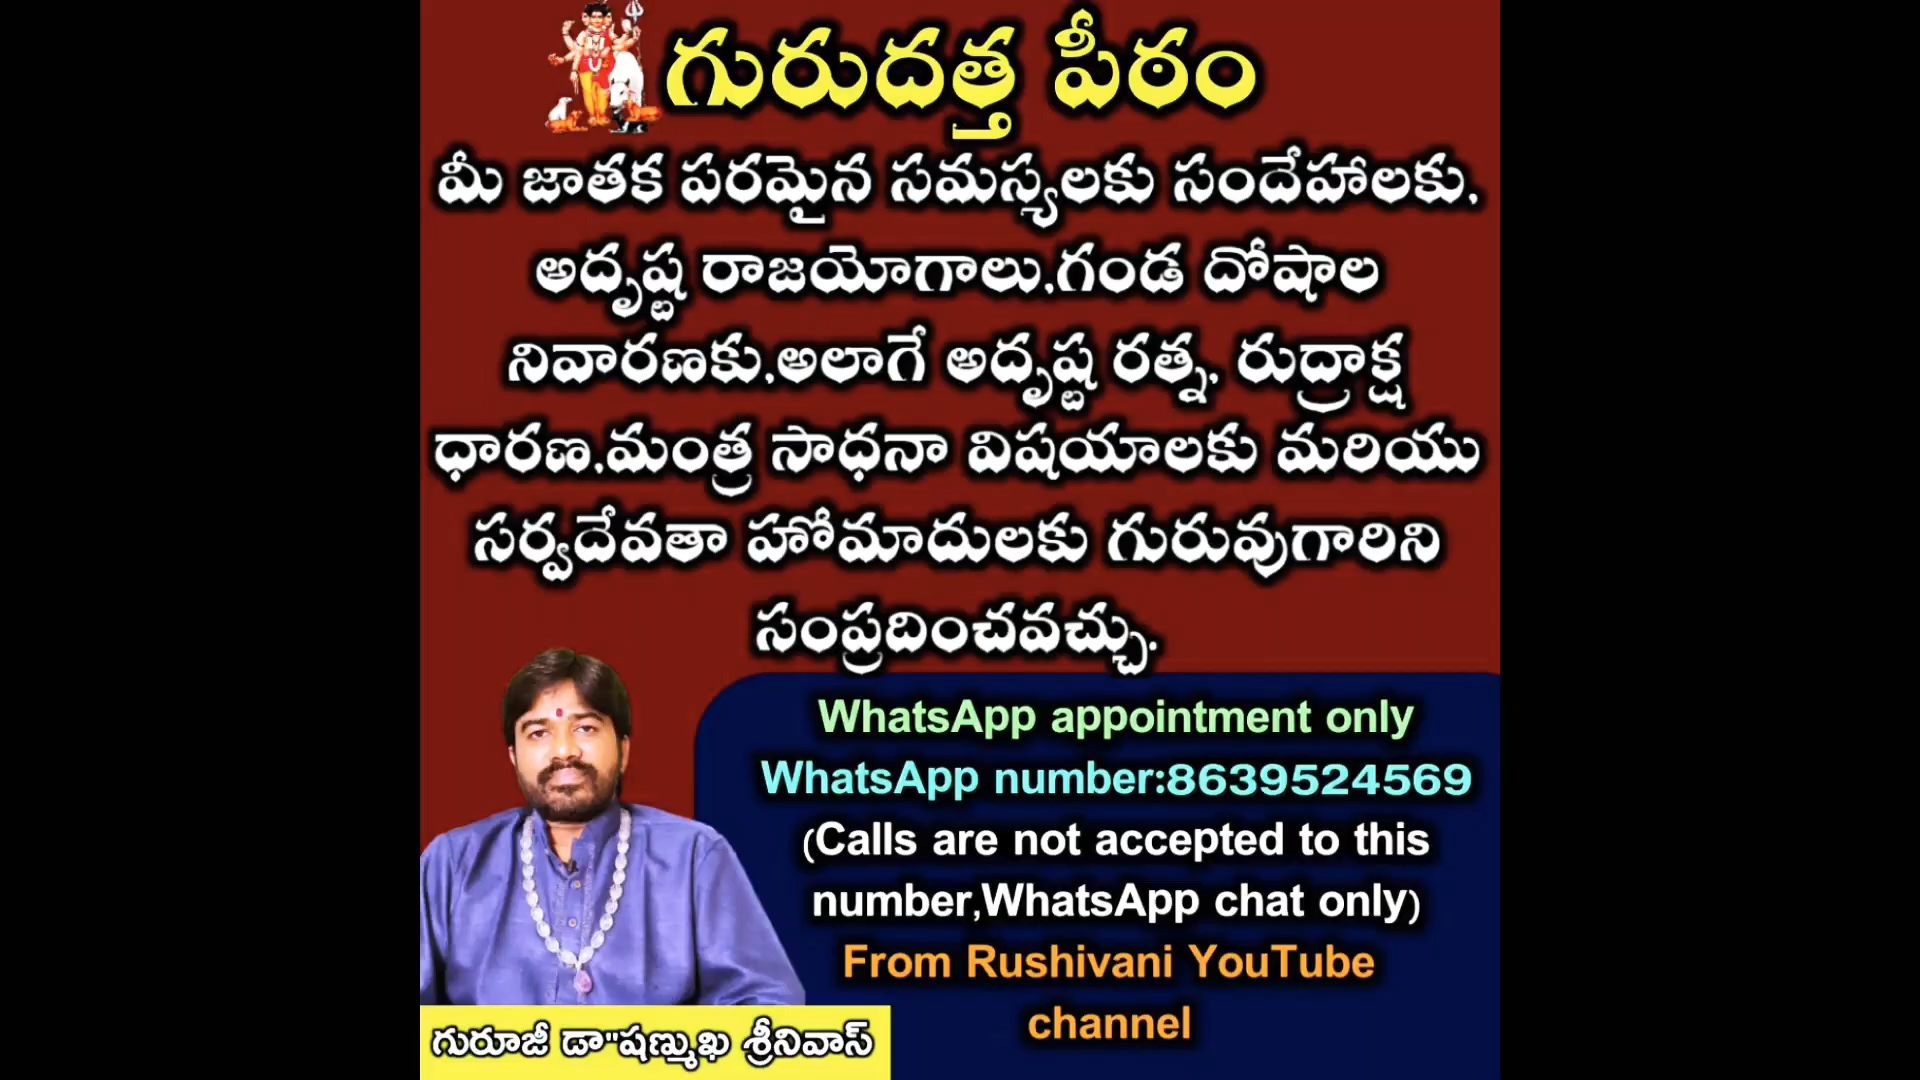 గురుదత్త పీఠం
మీ జాతక పరమైన సమస్యలకు సందేహాలకు,
అదృష్ట రాజయోగాలు,గండ దోషాల
నివారణకు,అలాగే అదృష్ట రత్న, రుద్రాక్ష
ధారణ,మంత్ర సాధనా విషయాలకు మరియు
సర్వదేవతా హోమాదులకు గురువుగారిని
సంప్రదించవచ్చు.
WhatsApp appointment only
WhatsApp number:8639524569
(Calls are not accepted to this
number,WhatsApp chat only)
From Rushivani YouTube
channel
గురూజీ డా"షణ్ముఖ శ్రీనివాస్